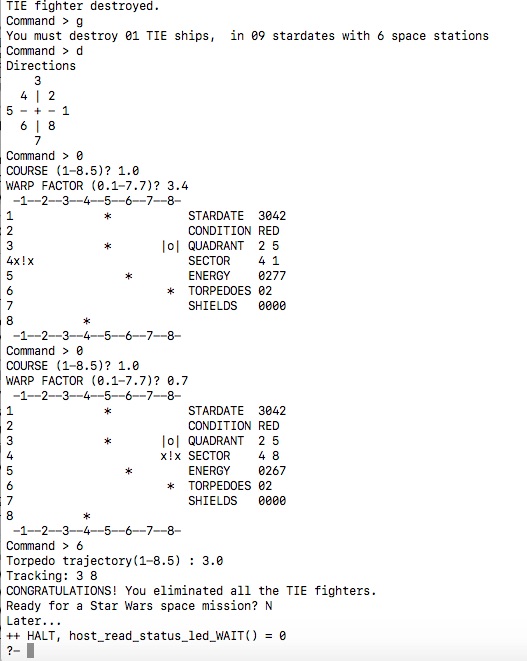 TIE fighter destroyed.
Command > g
You must destroy 01 TIE ships,  in 09 stardates with 6 space stations
Command > d
Directions
    3
  4 | 2
5 - + - 1
  6 | 8
    7
Command > 0
COURSE (1-8.5)? 1.0
WARP FACTOR (0.1-7.7)? 3.4
 -1--2--3--4--5--6--7--8-
1             *           STARDATE  3042
2                         CONDITION RED
3             *       |o| QUADRANT  2 5
4x!x                      SECTOR    4 1
5                *        ENERGY    0277
6                      *  TORPEDOES 02
7                         SHIELDS   0000
8          *
 -1--2--3--4--5--6--7--8-
Command > 0
COURSE (1-8.5)? 1.0
WARP FACTOR (0.1-7.7)? 0.7
 -1--2--3--4--5--6--7--8-
1             *           STARDATE  3042
2                         CONDITION RED
3             *       |o| QUADRANT  2 5
4                     x!x SECTOR    4 8
5                *        ENERGY    0267
6                      *  TORPEDOES 02
7                         SHIELDS   0000
8          *
 -1--2--3--4--5--6--7--8-
Command > 6
Torpedo trajectory(1-8.5) : 3.0
Tracking: 3 8
CONGRATULATIONS! You eliminated all the TIE fighters.
Ready for a Star Wars space mission? N
Later...
++ HALT, host_read_status_led_WAIT() = 0
?-